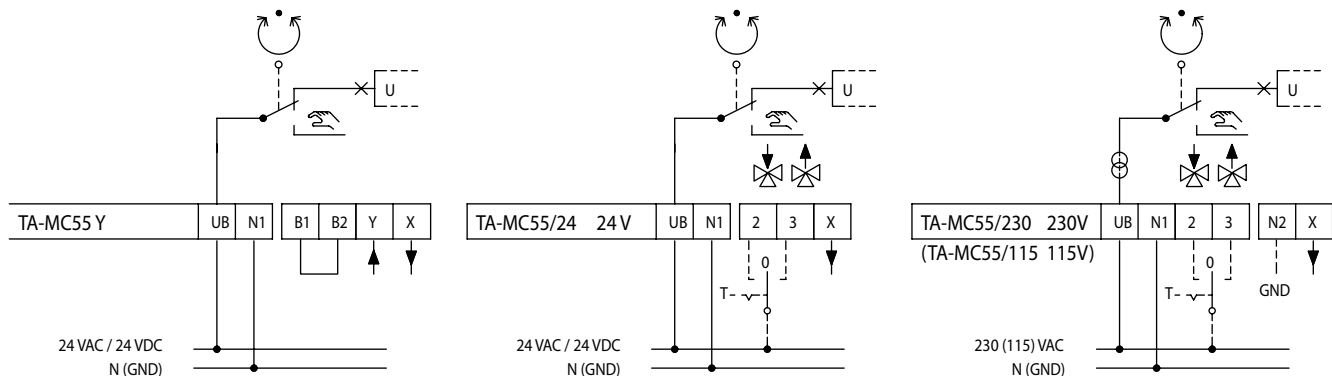 U
TA-MC55 Y
UB
N1
B1
B2
Y
X
24 VAC / 24 VDC
N (GND)
U
TA-MC55/24 24 V
UB
N1
2
3
X
0
T
24 VAC / 24 VDC
N (GND)
U
TA-MC55/230 230V
(TA-MC55/115 115V)
UB
N1
2
3
N2
X
0
T
GND
230 (115) VAC
N (GND)